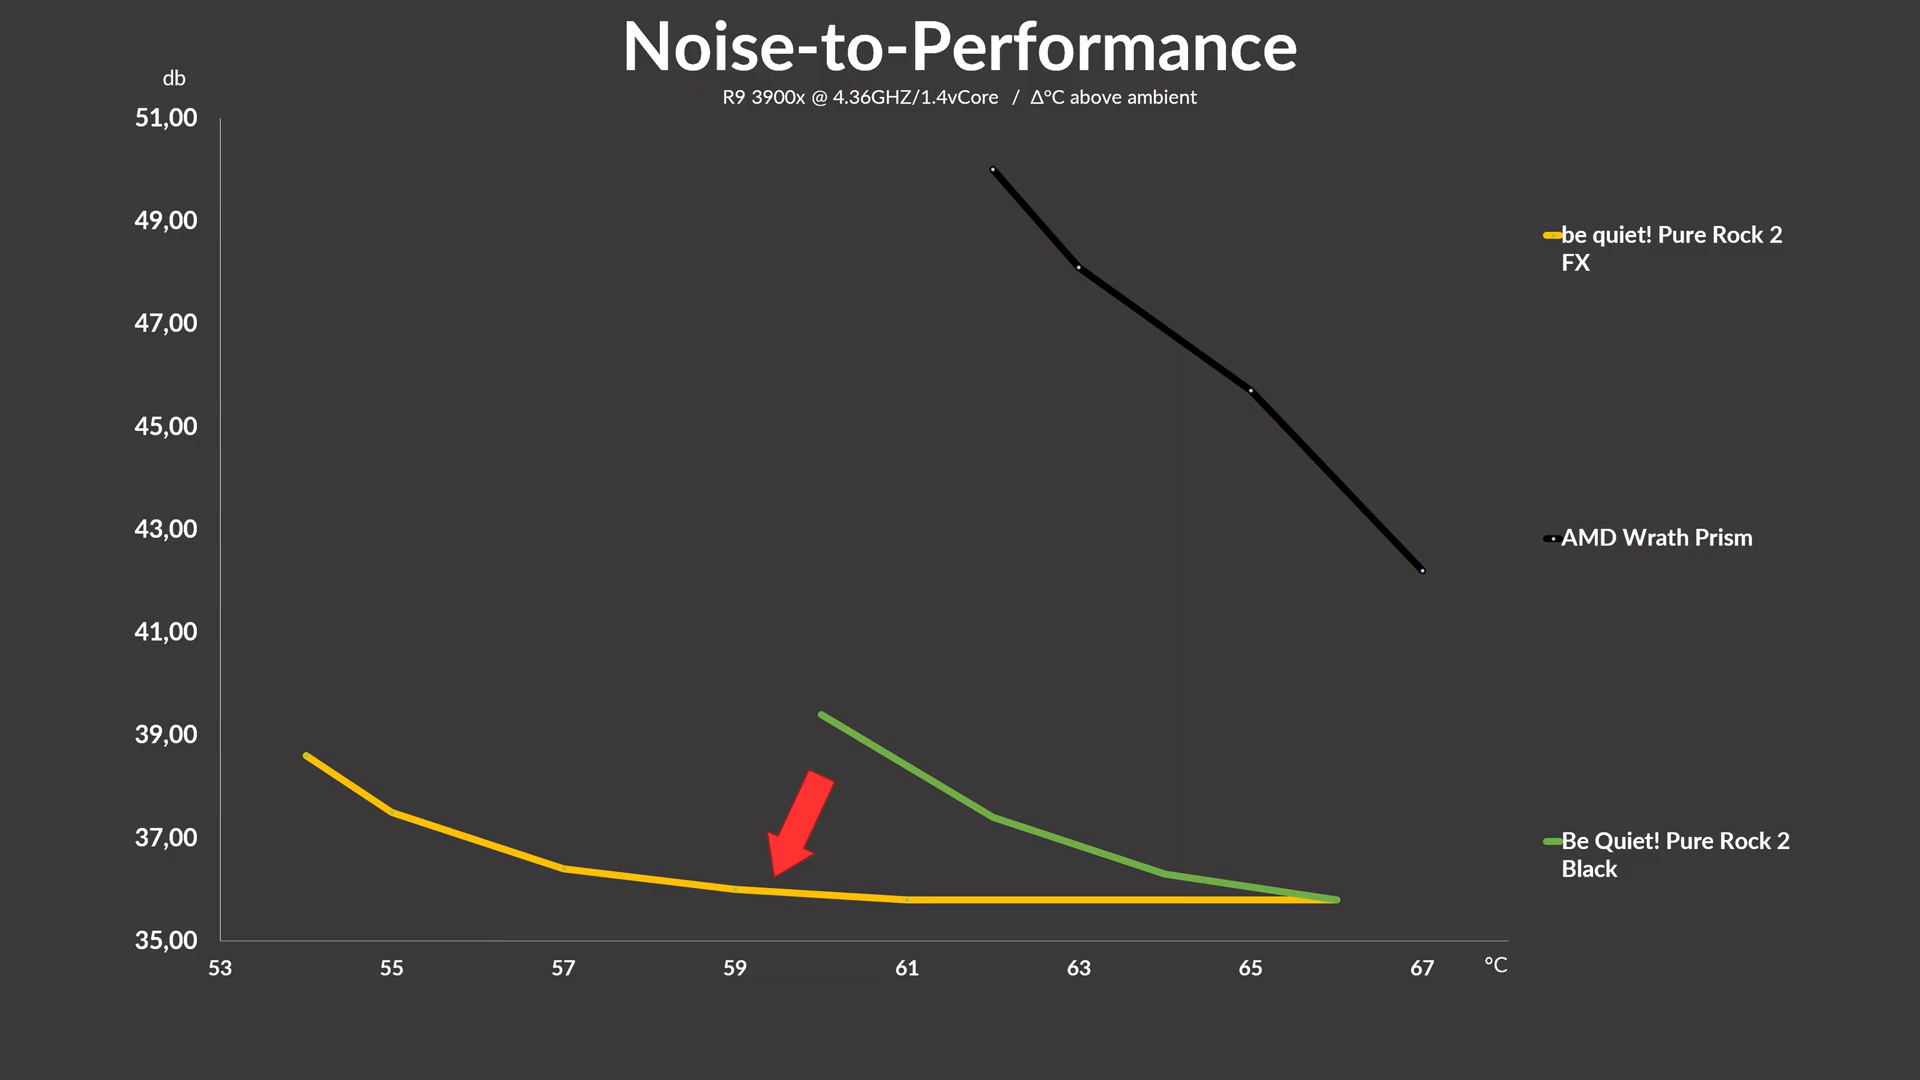 Noise-to-Performance
R9 3900x @ 4.36GHZ/1.4vCore / Δ°C above ambient
db
51,00
49,00
47,00
45,00
43,00
41,00
39,00
37,00
35,00
53 55 57 59 61 63 65 67 °C
be quiet! Pure Rock 2
FX
AMD Wrath Prism
Be Quiet! Pure Rock 2
Black